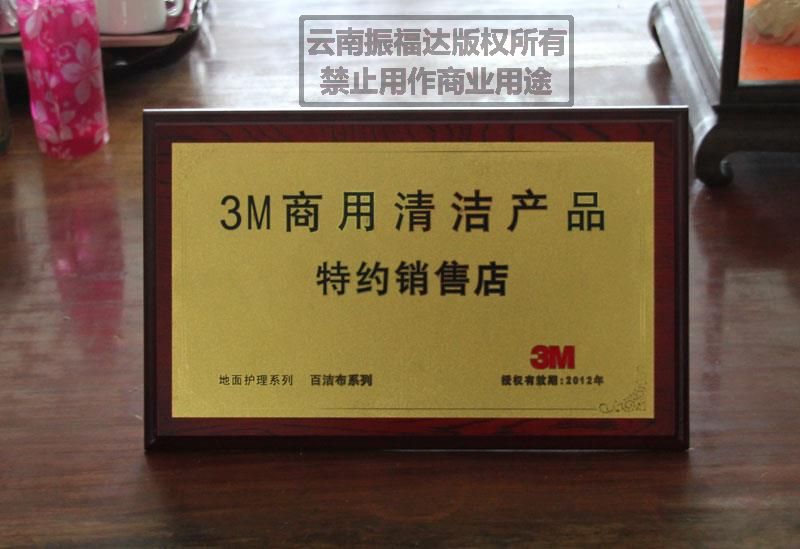 云南振福达版权所有
禁止用作商业用途
3M商用清洁产品
特约销售店
3M
地面护理系列 百洁布系列 授权有效期:2012年